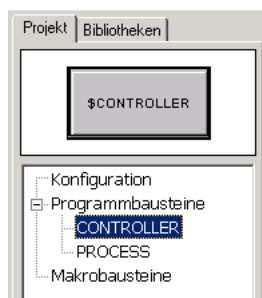 Projekt Bibliotheken
$CONTROLLER
Konfiguration
Programmbausteine
CONTROLLER
PROCESS
Makrobausteine